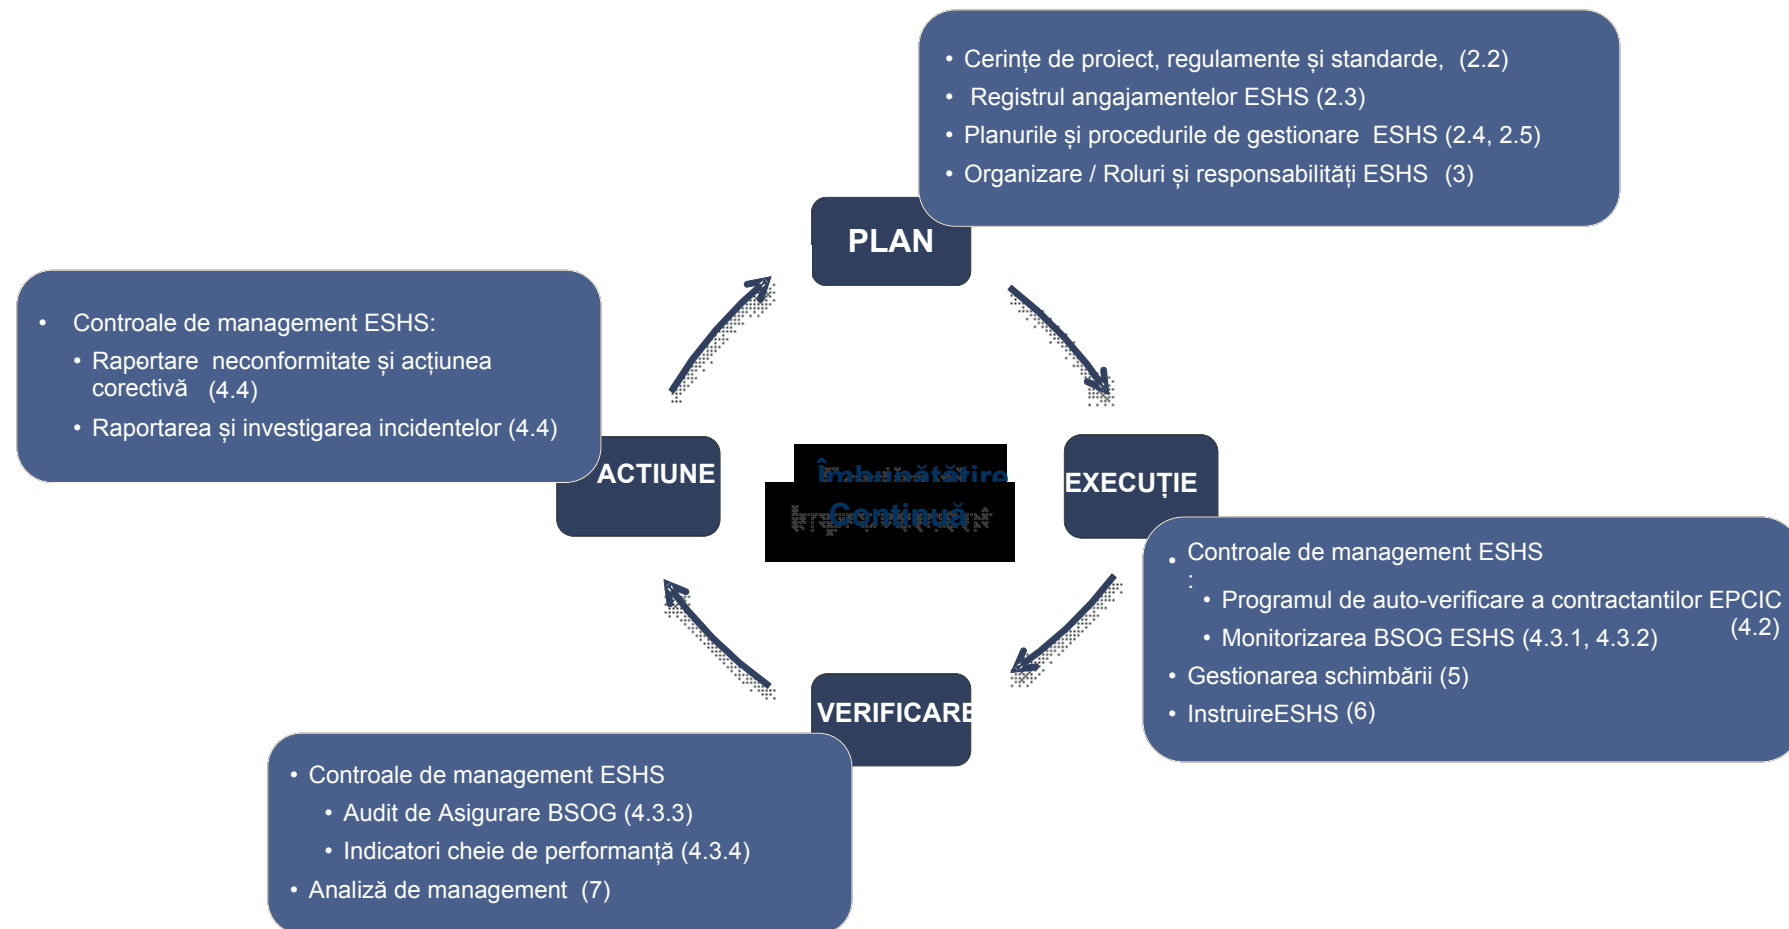 • Cerințe de proiect, regulamente și standarde, (2.2)
• Registrul angajamentelor ESHS (2.3)
• Planurile și procedurile de gestionare ESHS (2.4, 2.5)
• Organizare / Roluri și responsabilități ESHS (3)
PLAN
• Controale de management ESHS:
• Raportare neconformitate și acțiunea
corectivă (4.4)
• Raportarea și investigarea incidentelor (4.4)
ACTIUNE
Continuă
EXECUȚIE
• Controale de management ESHS
:
• Programul de auto-verificare a contractantilor EPCIC
(4.2)
• Monitorizarea BSOG ESHS (4.3.1, 4.3.2)
• Gestionarea schimbării (5)
• InstruireESHS (6)
VERIFICARE
• Controale de management ESHS
• Audit de Asigurare BSOG (4.3.3)
• Indicatori cheie de performanță (4.3.4)
• Analiză de management (7)